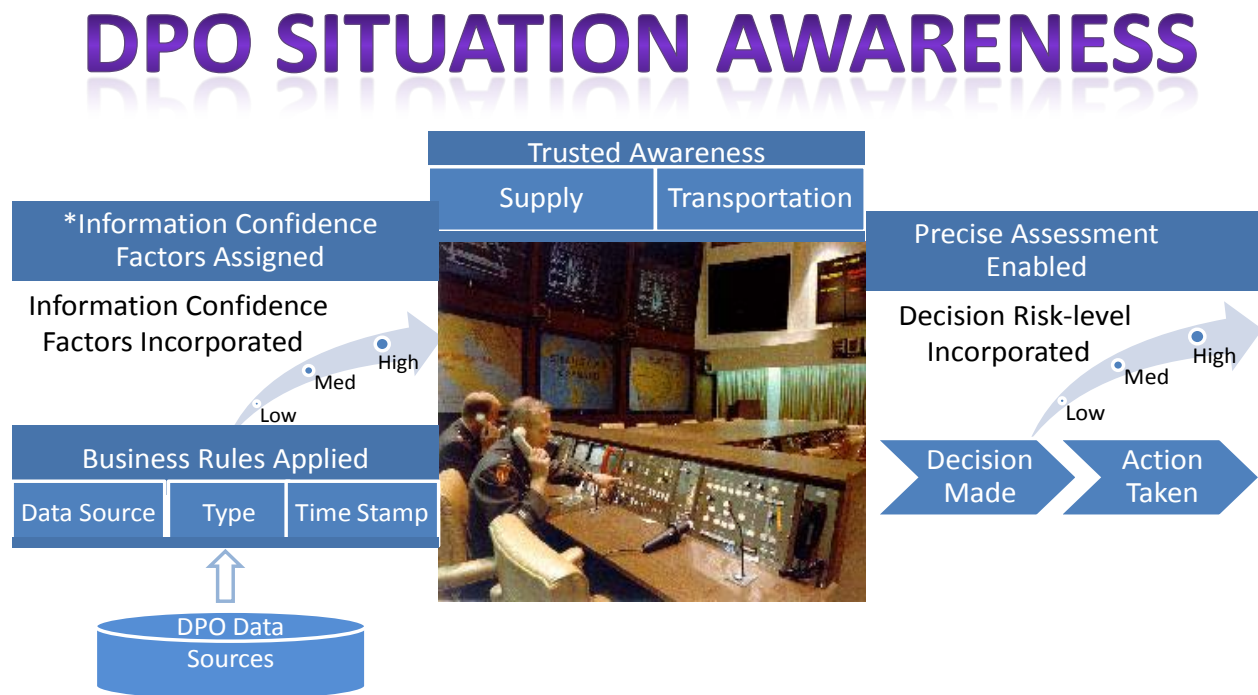 DPO SITUATION AWARENESS
Trusted Awareness
Supply
Transportation
*Information Confidence
Factors Assigned
Information Confidence
Factors Incorporated
High
Med
Low
Business Rules Applied
Data Source
Type
Time Stamp
DPO Data
Sources
Precise Assessment
Enabled
Decision Risk-level
Incorporated
High
Med
Low
Decision
Made
Action
Taken